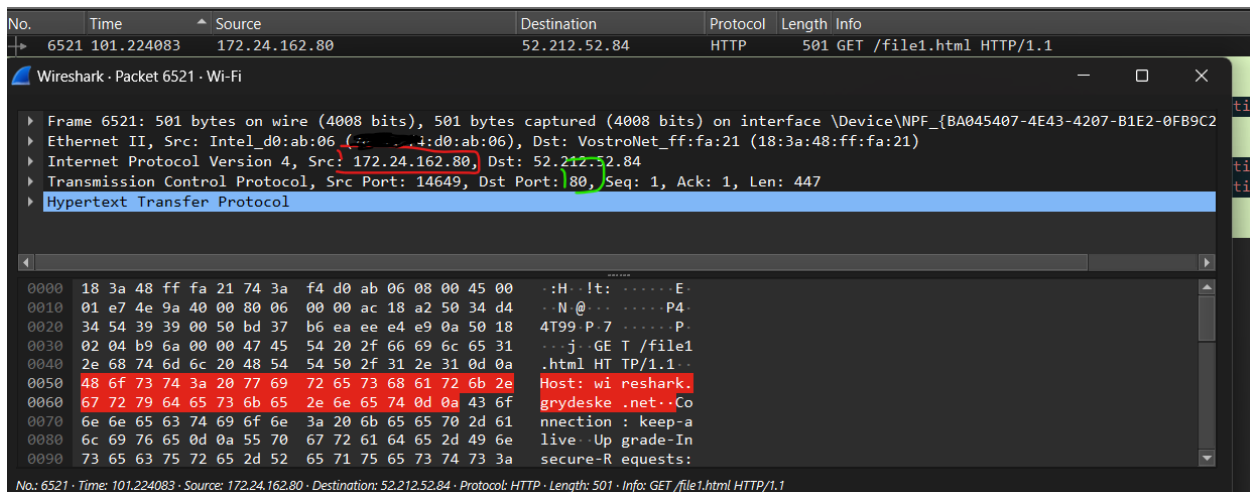 No. Time Source Destination Protocol Length Info
6521 101.224083 172.24.162.80 52.212.52.84 HTTP 501 GET /file1.html HTTP/1.1
Wireshark · Packet 6521 · Wi-Fi
Frame 6521: 501 bytes on wire (4008 bits), 501 bytes captured (4008 bits) on interface \Device\NPF_{BA045407-4E43-4207-B1E2-0FB9C2
Ethernet II, Src: Intel_d0:ab:06 ( :d0:ab:06), Dst: VostroNet_ff:fa:21 (18:3a:48:ff:fa:21)
Internet Protocol Version 4, Src: 172.24.162.80, Dst: 52.212.52.84
Transmission Control Protocol, Src Port: 14649, Dst Port: 80, Seq: 1, Ack: 1, Len: 447
Hypertext Transfer Protocol
0000 18 3a 48 ff fa 21 74 3a f4 d0 ab 06 08 00 45 00 ·:H··!t: ······E·
0010 01 e7 4e 9a 40 00 80 06 00 00 ac 18 a2 50 34 d4 ··N·@··· ·····P4·
0020 34 54 39 39 00 50 bd 37 b6 ea ee e4 e9 0a 50 18 4T99·P·7 ······P·
0030 02 04 b9 6a 00 00 47 45 54 20 2f 66 69 6c 65 31 ···j··GE T /file1
0040 2e 68 74 6d 6c 20 48 54 54 50 2f 31 2e 31 0d 0a .html HT TP/1.1··
0050 48 6f 73 74 3a 20 77 69 72 65 73 68 61 72 6b 2e Host: wi reshark.
0060 67 72 79 64 65 73 6b 65 2e 6e 65 74 0d 0a 43 6f grydeske .net··Co
0070 6e 6e 65 63 74 69 6f 6e 3a 20 6b 65 65 70 2d 61 nnection : keep-a
0080 6c 69 76 65 0d 0a 55 70 67 72 61 64 65 2d 49 6e live··Up grade-In
0090 73 65 63 75 72 65 2d 52 65 71 75 65 73 74 73 3a secure-R equests:
No.: 6521 · Time: 101.224083 · Source: 172.24.162.80 · Destination: 52.212.52.84 · Protocol: HTTP · Length: 501 · Info: GET /file1.html HTTP/1.1
ti
ti
ti